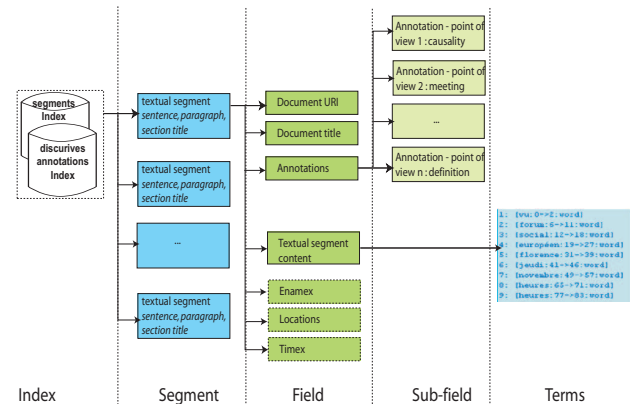 segments
Index
discurives
annotations
Index
textual segment
sentence, paragraph,
section title
textual segment
sentence, paragraph,
section title
...
textual segment
sentence, paragraph,
section title
Document URI
Document title
Annotations
Textual segment
content
Enamex
Locations
Timex
Annotation - point of
view 1 : causality
Annotation - point of
view 2 : meeting
...
Annotation - point of
view n : definition
1: [vu:0->2:word]
2: [forum:6->11:word]
3: [social:12->18:word]
4: [européen:19->27:word]
5: [florence:31->39:word]
6: [jeudi:41->46:word]
7: [novembre:49->57:word]
8: [heures:65->71:word]
9: [heures:77->83:word]
Index
Segment
Field
Sub-field
Terms